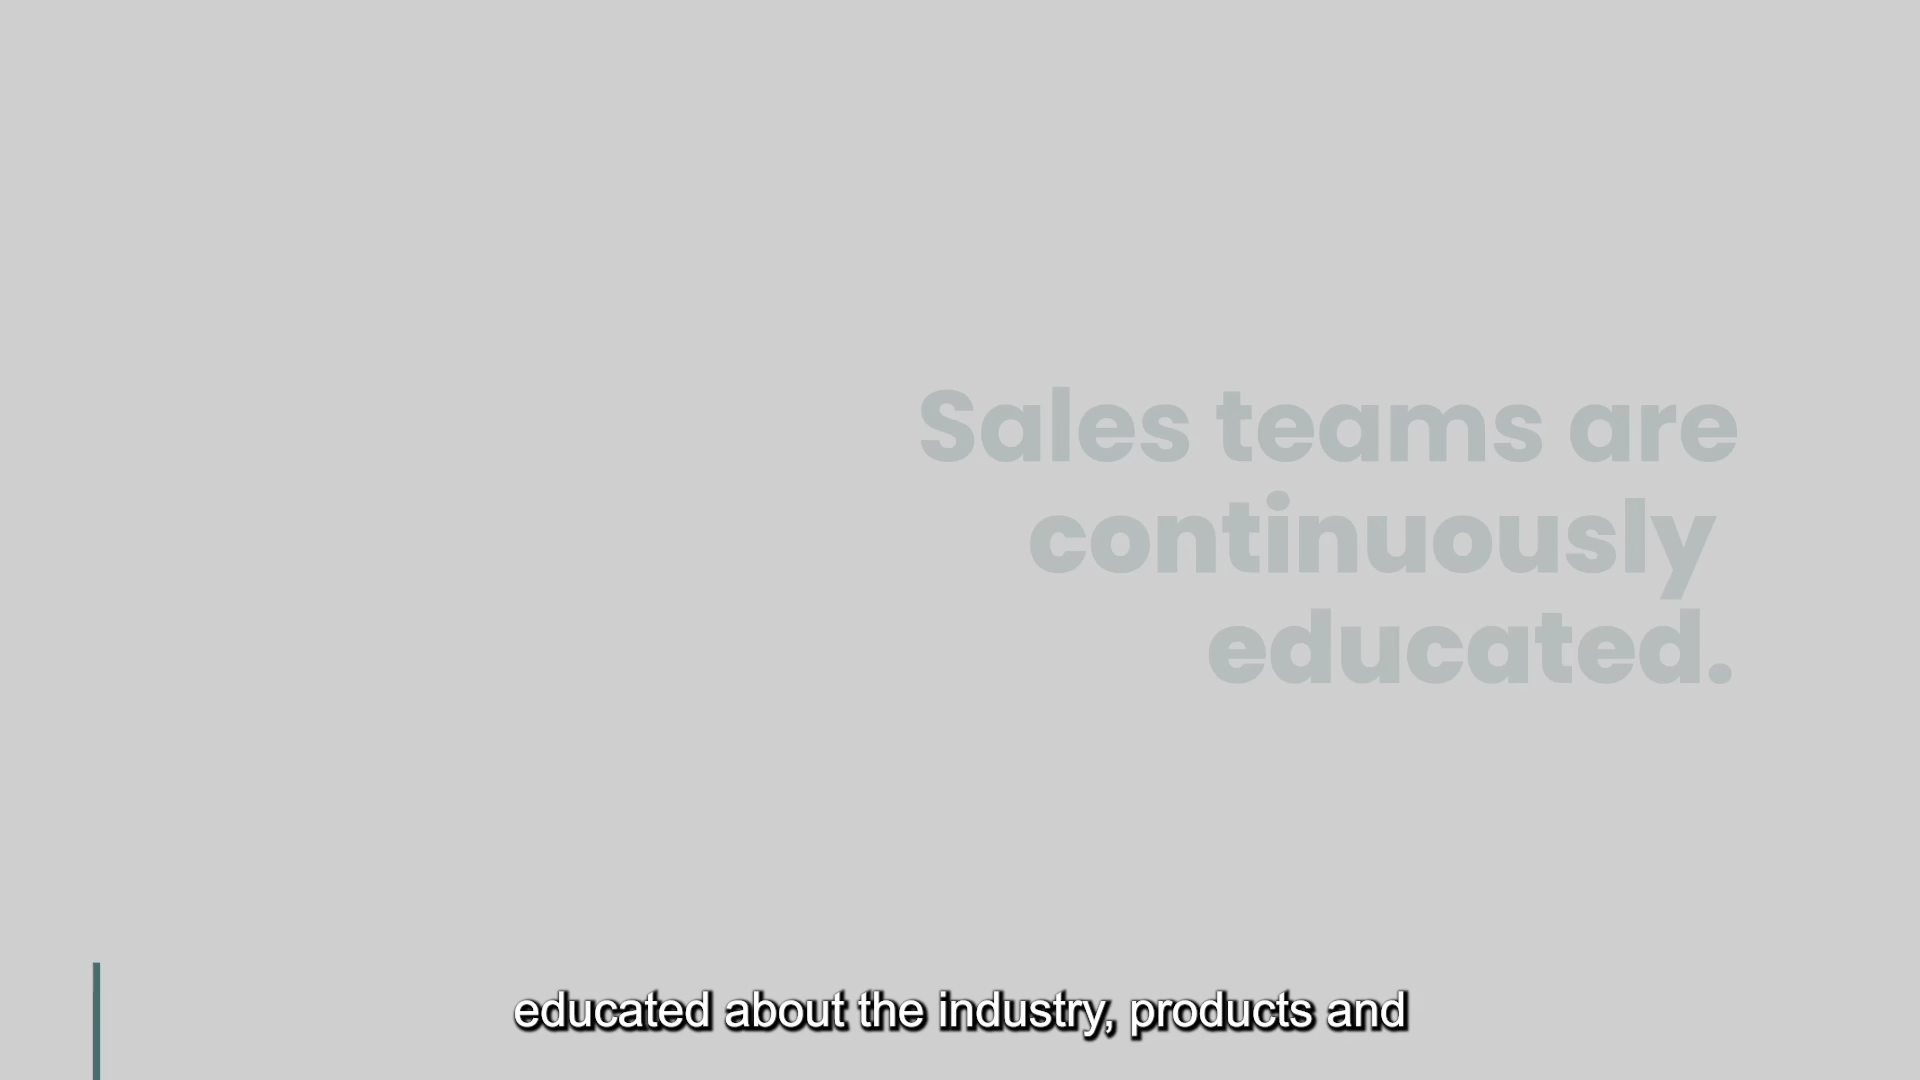 Sales teams are
continuously
educated.
educated about the industry, products and